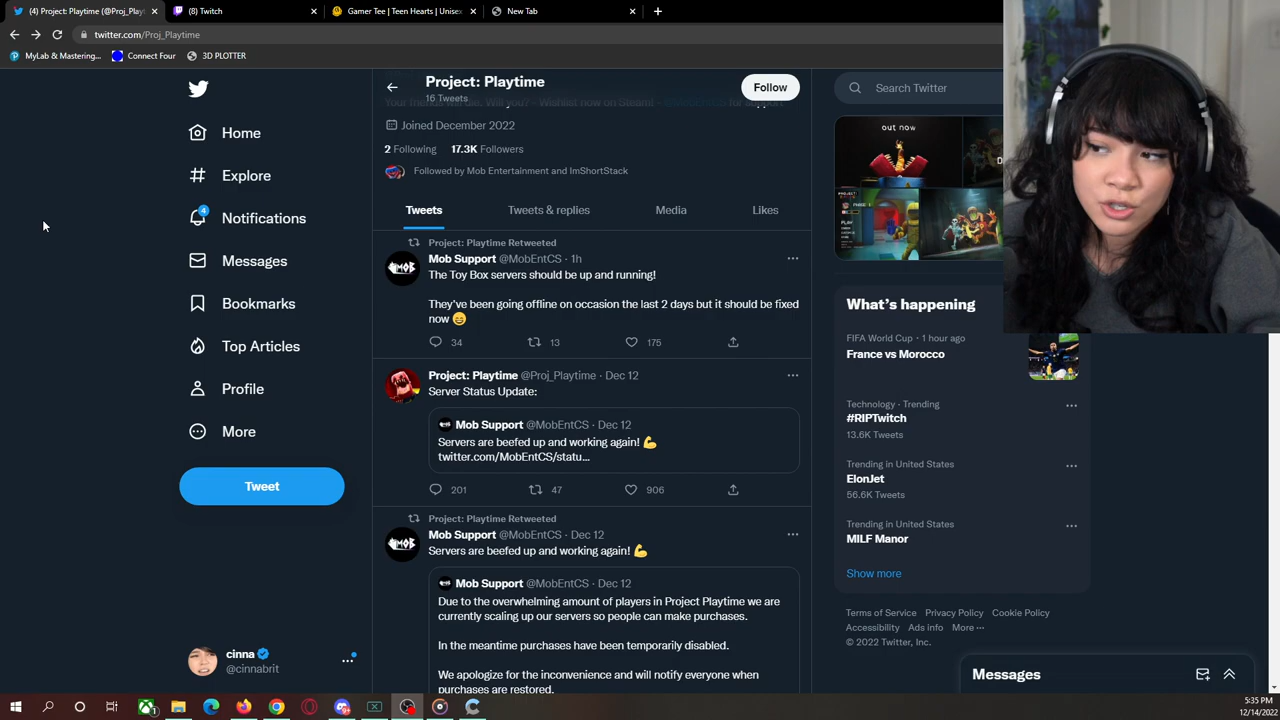 (4) Project: Playtime (@Proj_Play
(8) Twitch
Gamer Tee | Teen Hearts | Unisex
New Tab
twitter.com/Proj_Playtime
MyLab & Mastering...
Connect Four
3D PLOTTER
Project: Playtime
16 Tweets
Follow
Joined December 2022
2 Following 17.3K Followers
Followed by Mob Entertainment and ImShortStack
Tweets
Tweets & replies
Media
Likes
Home
Explore
4
Notifications
Messages
Bookmarks
Top Articles
Profile
More
Tweet
cinna
@cinnabrit
Project: Playtime Retweeted
Mob Support @MobEntCS · 1h
The Toy Box servers should be up and running!
They've been going offline on occasion the last 2 days but it should be fixed
now
34 13 175
Project: Playtime @Proj_Playtime · Dec 12
Server Status Update:
Mob Support @MobEntCS · Dec 12
Servers are beefed up and working again!
twitter.com/MobEntCS/statu...
201 47 906
Project: Playtime Retweeted
Mob Support @MobEntCS · Dec 12
Servers are beefed up and working again!
Mob Support @MobEntCS · Dec 12
Due to the overwhelming amount of players in Project Playtime we are
currently scaling up our servers so people can make purchases.
In the meantime purchases have been temporarily disabled.
We apologize for the inconvenience and will notify everyone when
purchases are restored.
Search Twitter
out now
What's happening
FIFA World Cup · 1 hour ago
France vs Morocco
Technology · Trending
#RIPTwitch
13.6K Tweets
Trending in United States
ElonJet
56.6K Tweets
Trending in United States
MILF Manor
Show more
Terms of Service Privacy Policy Cookie Policy
Accessibility Ads info More ···
© 2022 Twitter, Inc.
Messages
5:35 PM
12/14/2022